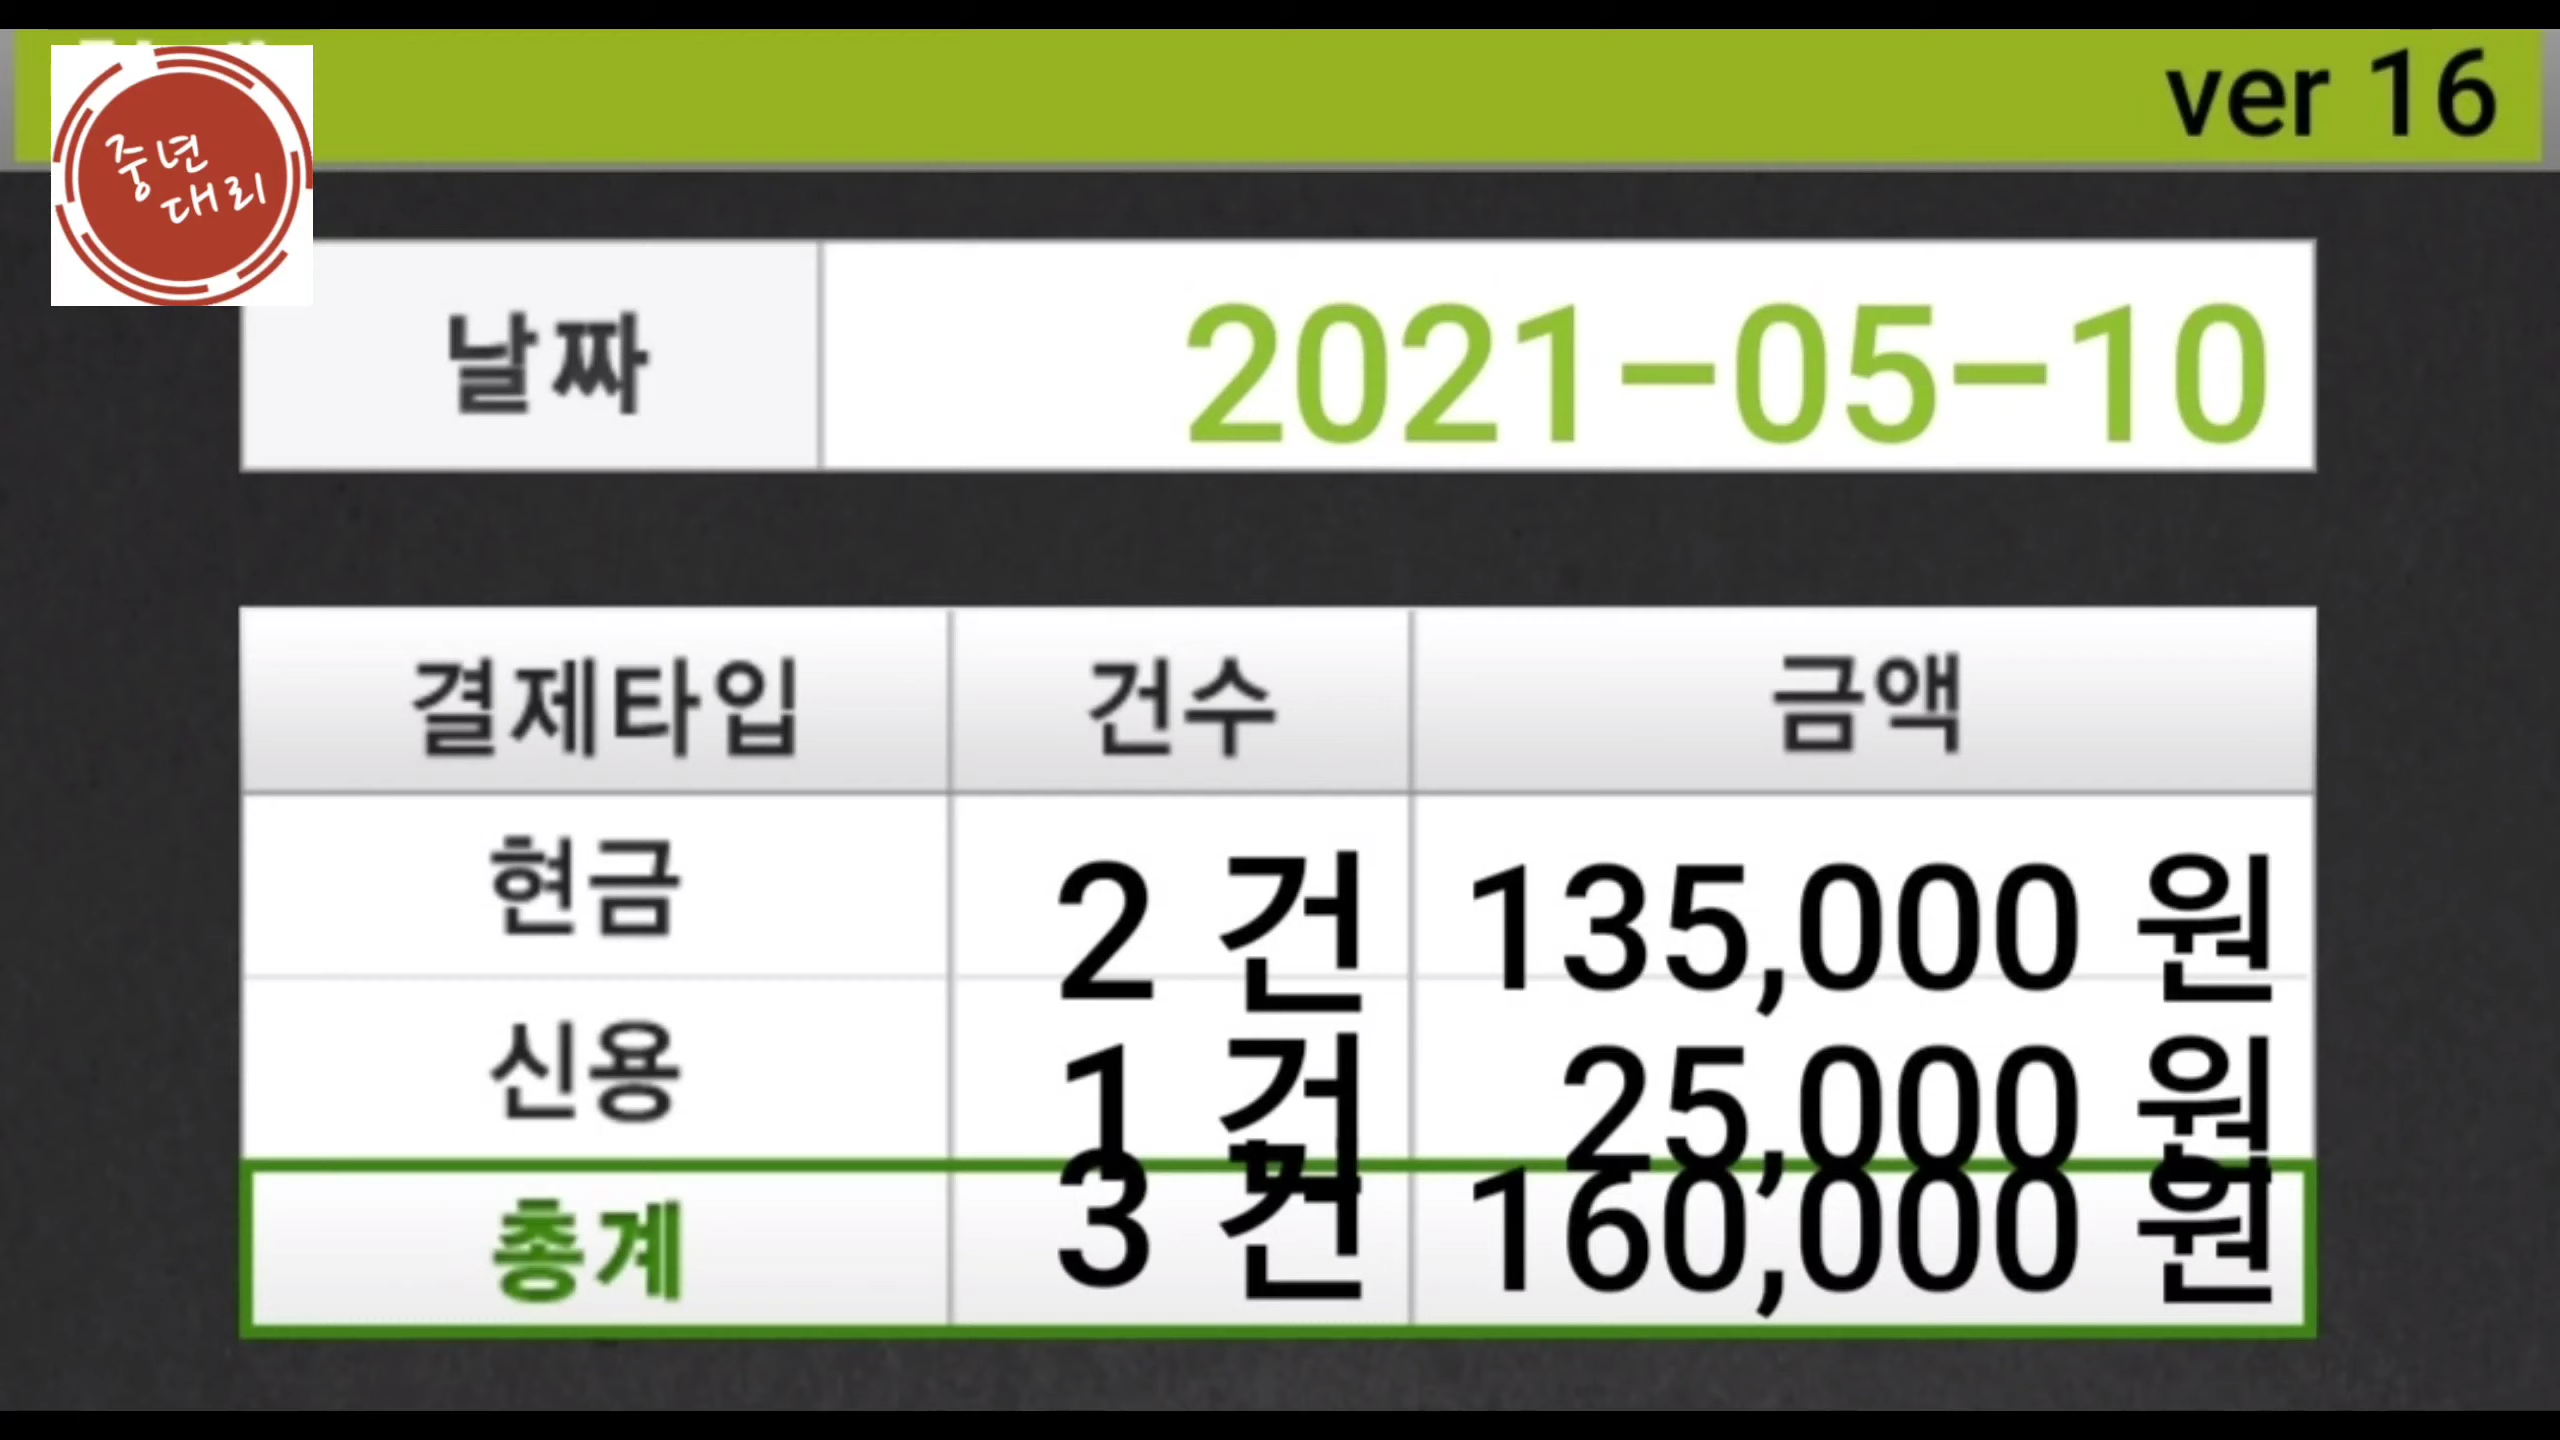 ver 16
중년
대리
날짜 2021-05-10
결제타입 건수 금액
현금 2 건 135,000 원
신용 1 건 25,000 원
총계 3 건 160,000 원